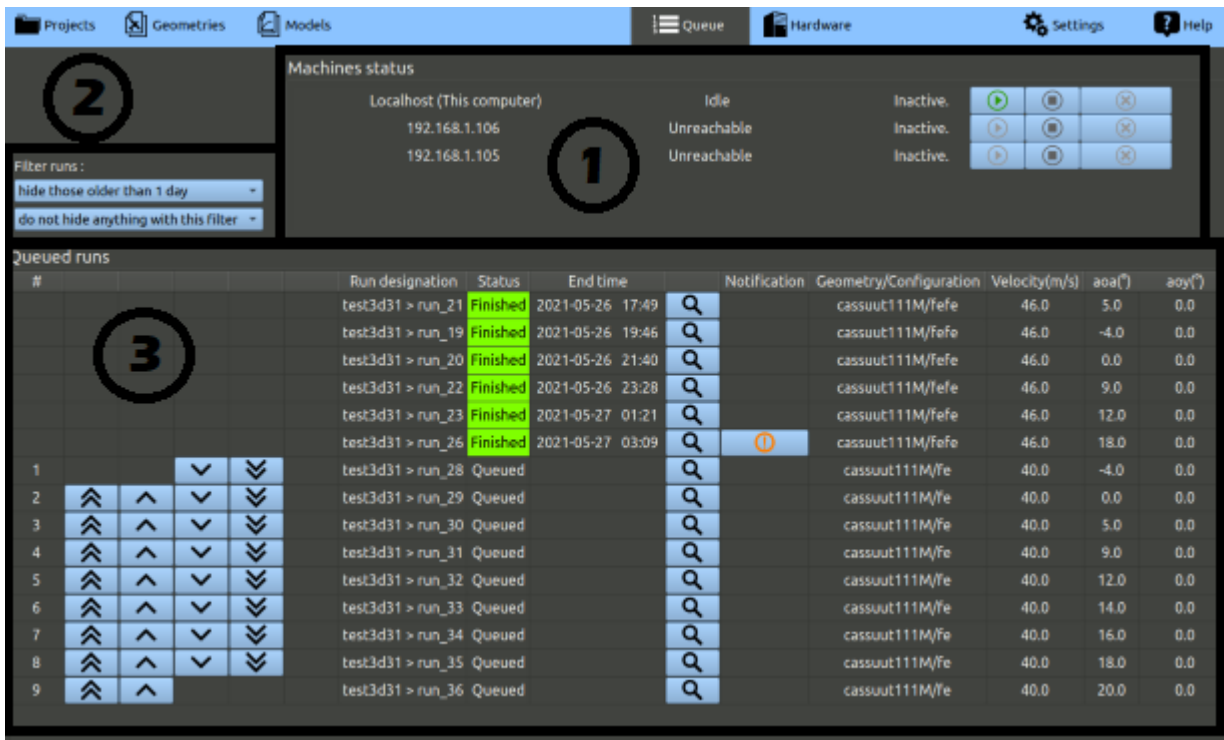 Projects Geometries Models Queue Hardware Settings Help
2
Machines status
Localhost (This computer) Idle Inactive.
192.168.1.106 Unreachable Inactive.
192.168.1.105 Unreachable Inactive.
1
Filter runs :
hide those older than 1 day
do not hide anything with this filter
Queued runs
# Run designation Status End time Notification Geometry/Configuration Velocity(m/s) aoa(°) aoy(°)
test3d31 > run_21 Finished 2021-05-26 17:49 cassuut111M/fefe 46.0 5.0 0.0
test3d31 > run_19 Finished 2021-05-26 19:46 cassuut111M/fefe 46.0 -4.0 0.0
test3d31 > run_20 Finished 2021-05-26 21:40 cassuut111M/fefe 46.0 0.0 0.0
3
test3d31 > run_22 Finished 2021-05-26 23:28 cassuut111M/fefe 46.0 9.0 0.0
test3d31 > run_23 Finished 2021-05-27 01:21 cassuut111M/fefe 46.0 12.0 0.0
test3d31 > run_26 Finished 2021-05-27 03:09 cassuut111M/fefe 46.0 18.0 0.0
1 test3d31 > run_28 Queued cassuut111M/fe 40.0 -4.0 0.0
2 test3d31 > run_29 Queued cassuut111M/fe 40.0 0.0 0.0
3 test3d31 > run_30 Queued cassuut111M/fe 40.0 5.0 0.0
4 test3d31 > run_31 Queued cassuut111M/fe 40.0 9.0 0.0
5 test3d31 > run_32 Queued cassuut111M/fe 40.0 12.0 0.0
6 test3d31 > run_33 Queued cassuut111M/fe 40.0 14.0 0.0
7 test3d31 > run_34 Queued cassuut111M/fe 40.0 16.0 0.0
8 test3d31 > run_35 Queued cassuut111M/fe 40.0 18.0 0.0
9 test3d31 > run_36 Queued cassuut111M/fe 40.0 20.0 0.0